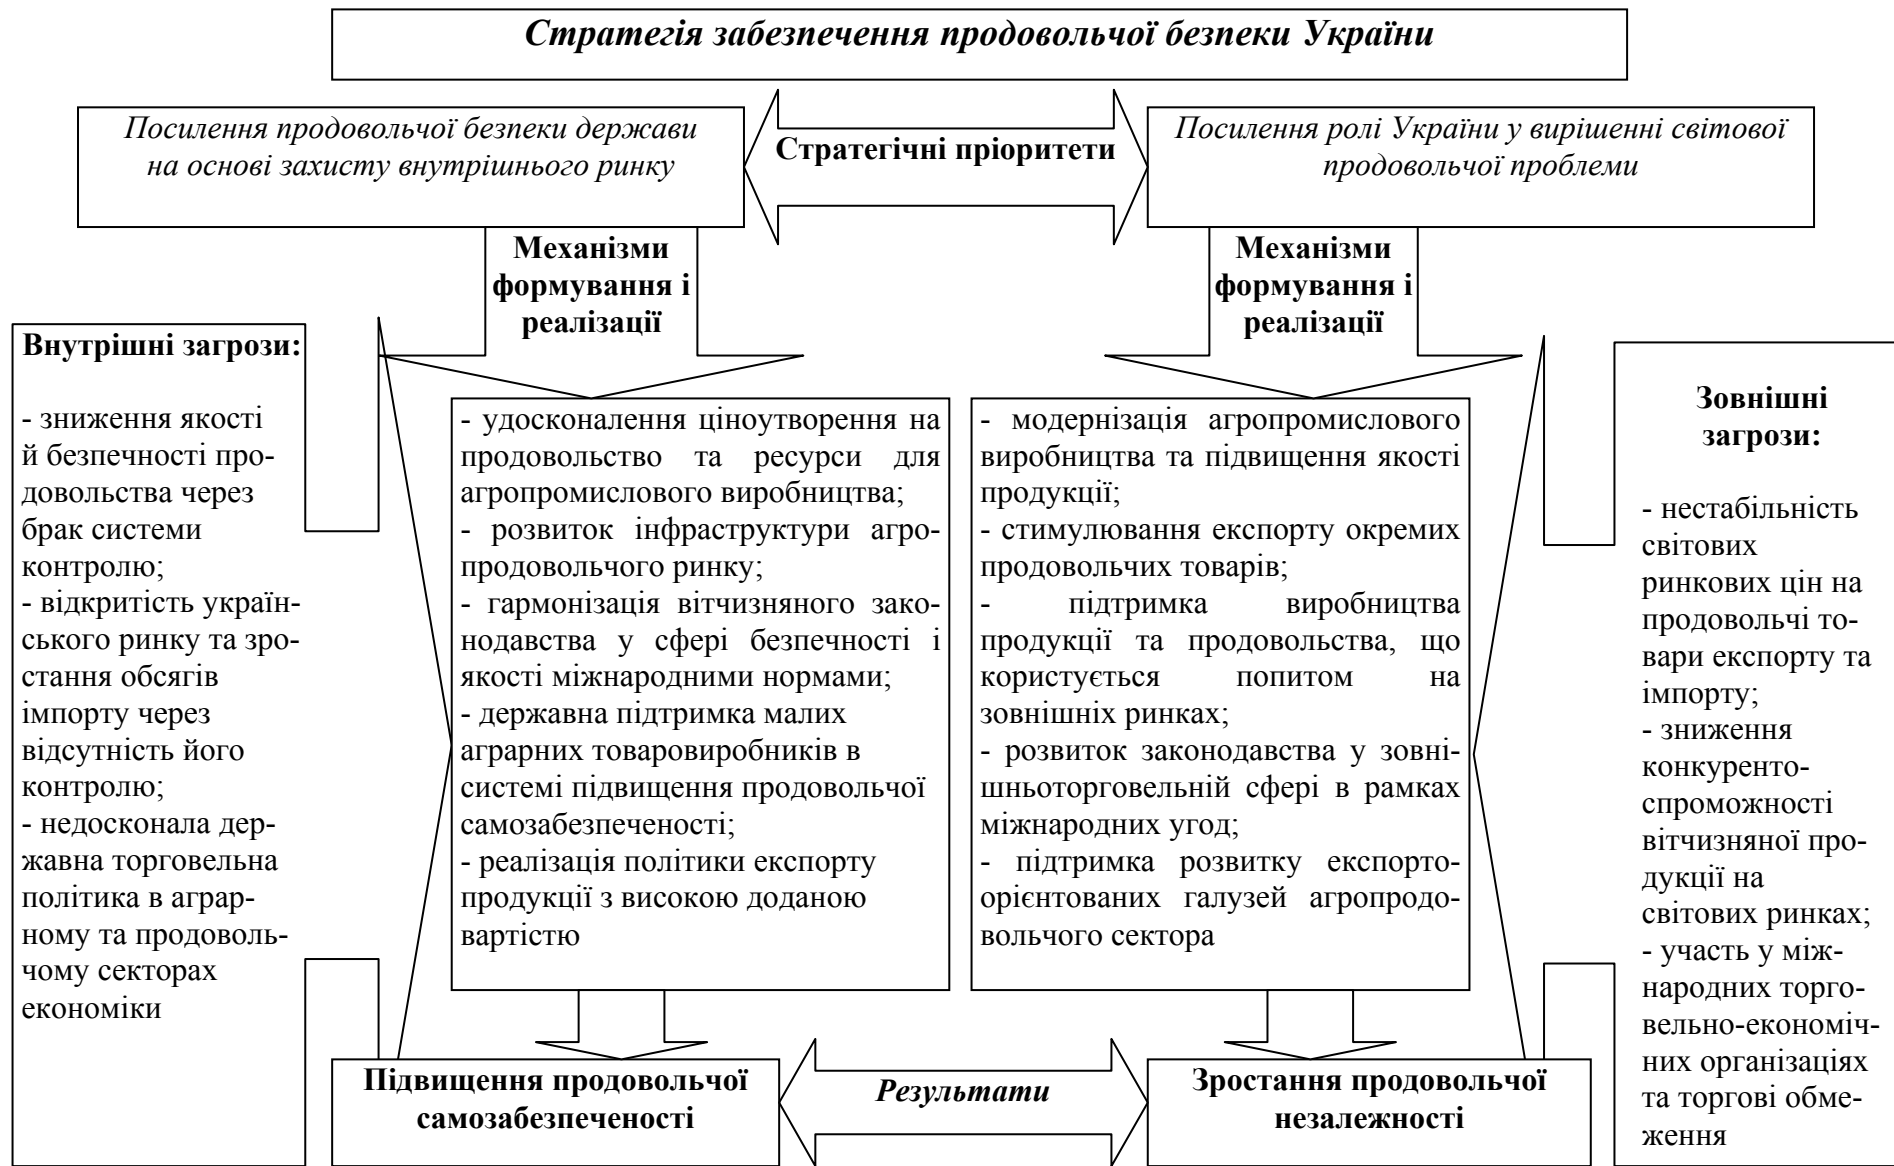 Стратегія забезпечення продовольчої безпеки України
Посилення продовольчої безпеки держави
на основі захисту внутрішнього ринку
Стратегічні пріоритети
Посилення ролі України у вирішенні світової
продовольчої проблеми
Механізми
формування і
реалізації
Механізми
формування і
реалізації
Внутрішні загрози:
- зниження якості
й безпечності про-
довольства через
брак системи
контролю;
- відкритість україн-
ського ринку та зро-
стання обсягів
імпорту через
відсутність його
контролю;
- недосконала дер-
жавна торговельна
політика в аграр-
ному та продоволь-
чому секторах
економіки
- удосконалення ціноутворення на
продовольство та ресурси для
агропромислового виробництва;
- розвиток інфраструктури агро-
продовольчого ринку;
- гармонізація вітчизняного зако-
нодавства у сфері безпечності і
якості міжнародними нормами;
- державна підтримка малих
аграрних товаровиробників в
системі підвищення продовольчої
самозабезпеченості;
- реалізація політики експорту
продукції з високою доданою
вартістю
- модернізація агропромислового
виробництва та підвищення якості
продукції;
- стимулювання експорту окремих
продовольчих товарів;
- підтримка виробництва
продукції та продовольства, що
користується попитом на
зовнішніх ринках;
- розвиток законодавства у зовні-
шньоторговельній сфері в рамках
міжнародних угод;
- підтримка розвитку експорто-
орієнтованих галузей агропродо-
вольчого сектора
Зовнішні
загрози:
- нестабільність
світових
ринкових цін на
продовольчі то-
вари експорту та
імпорту;
- зниження
конкуренто-
спроможності
вітчизняної про-
дукції на
світових ринках;
- участь у між-
народних торго-
вельно-економіч-
них організаціях
та торгові обме-
ження
Підвищення продовольчої
самозабезпеченості
Результати
Зростання продовольчої
незалежності